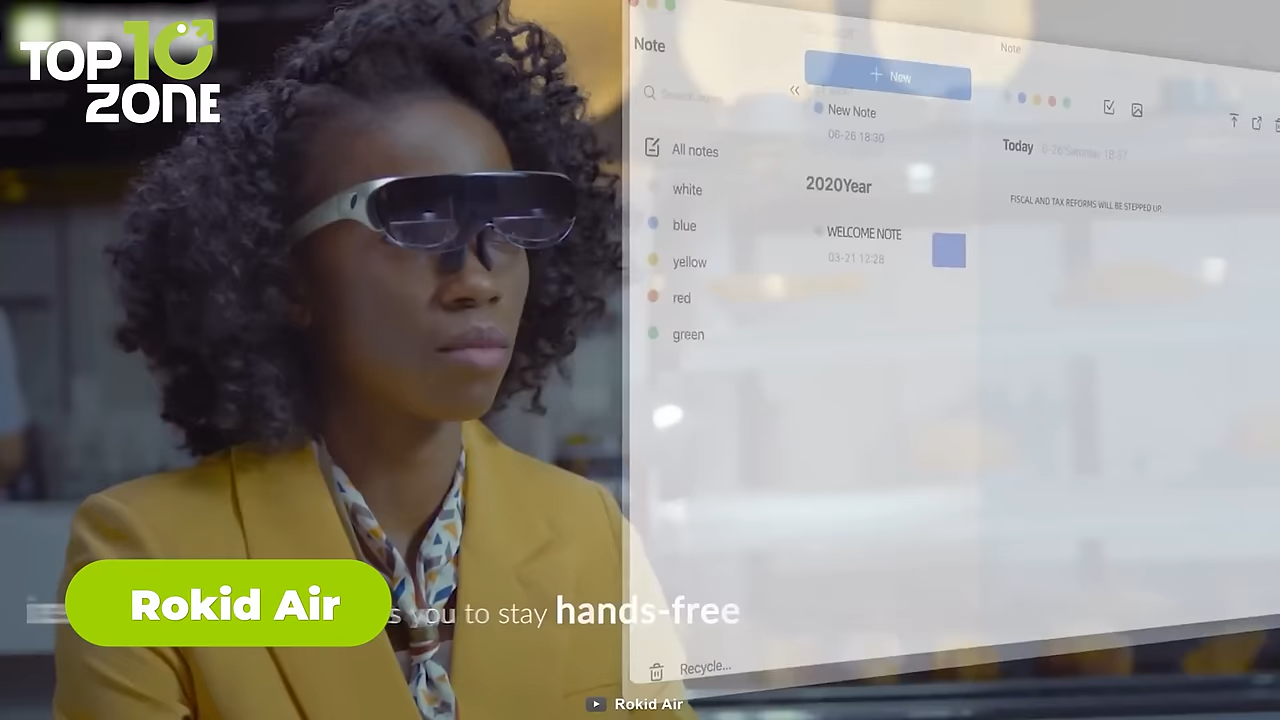 TOP 10
ZONE
Note
All notes
white
blue
yellow
red
green
Recycle...
New
New Note
06-26 18:30
2020Year
WELCOME NOTE
03-21 12:28
Note
Today
FISCAL AND TAX REFORMS WILL BE STEPPED UP.
Rokid Air
you to stay hands-free
Rokid Air